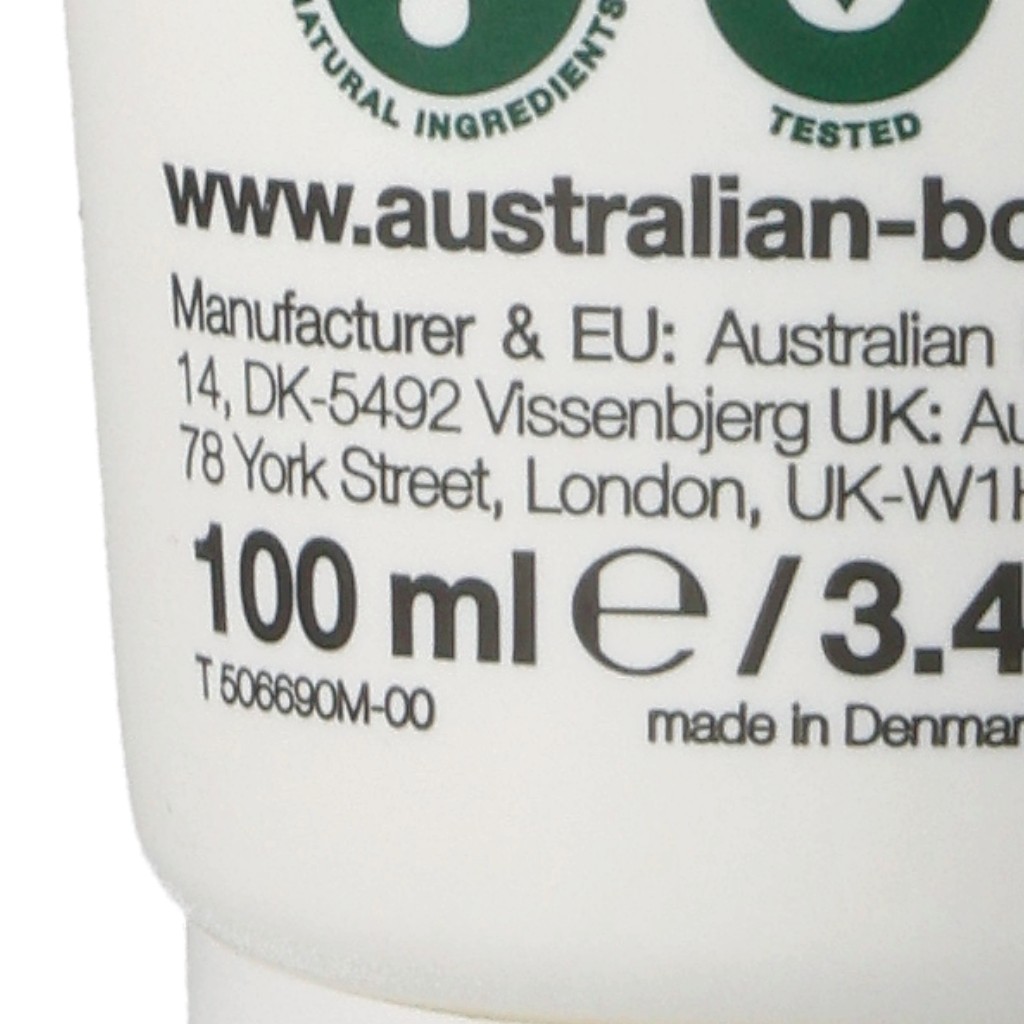 NATURAL INGREDIENTS
TESTED
www.australian-bo
Manufacturer & EU: Australian
14, DK-5492 Vissenbjerg UK: Au
78 York Street, London, UK-W1H
100 ml e / 3.4
T 506690M-00
made in Denmar